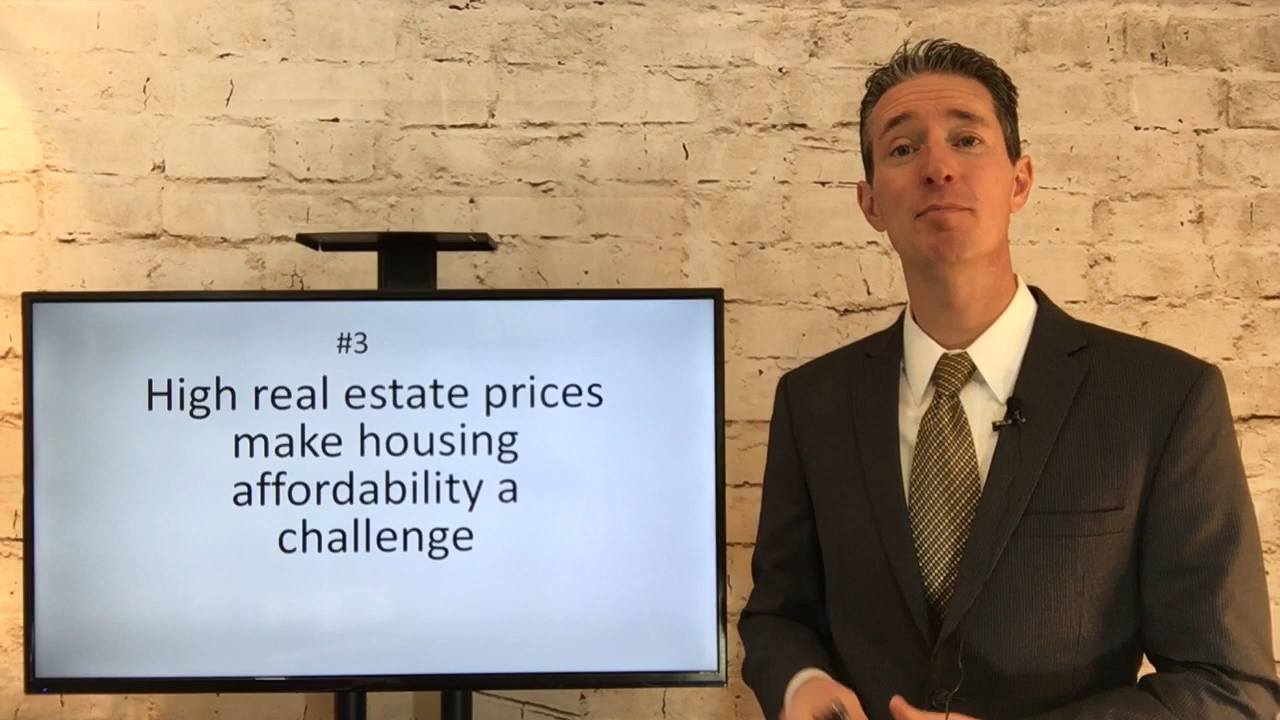 #3
High real estate prices
make housing
affordability a
challenge